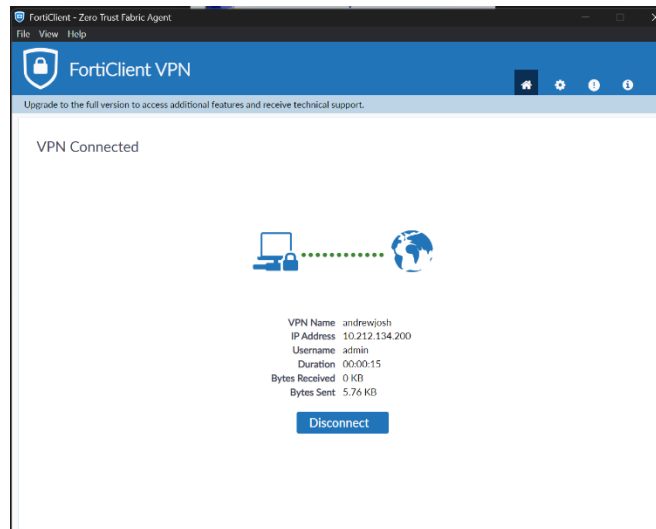 FortiClient - Zero Trust Fabric Agent
File View Help
FortiClient VPN
Upgrade to the full version to access additional features and receive technical support.
VPN Connected
VPN Name andrewjosh
IP Address 10.212.134.200
Username admin
Duration 00:00:15
Bytes Received 0 KB
Bytes Sent 5.76 KB
Disconnect